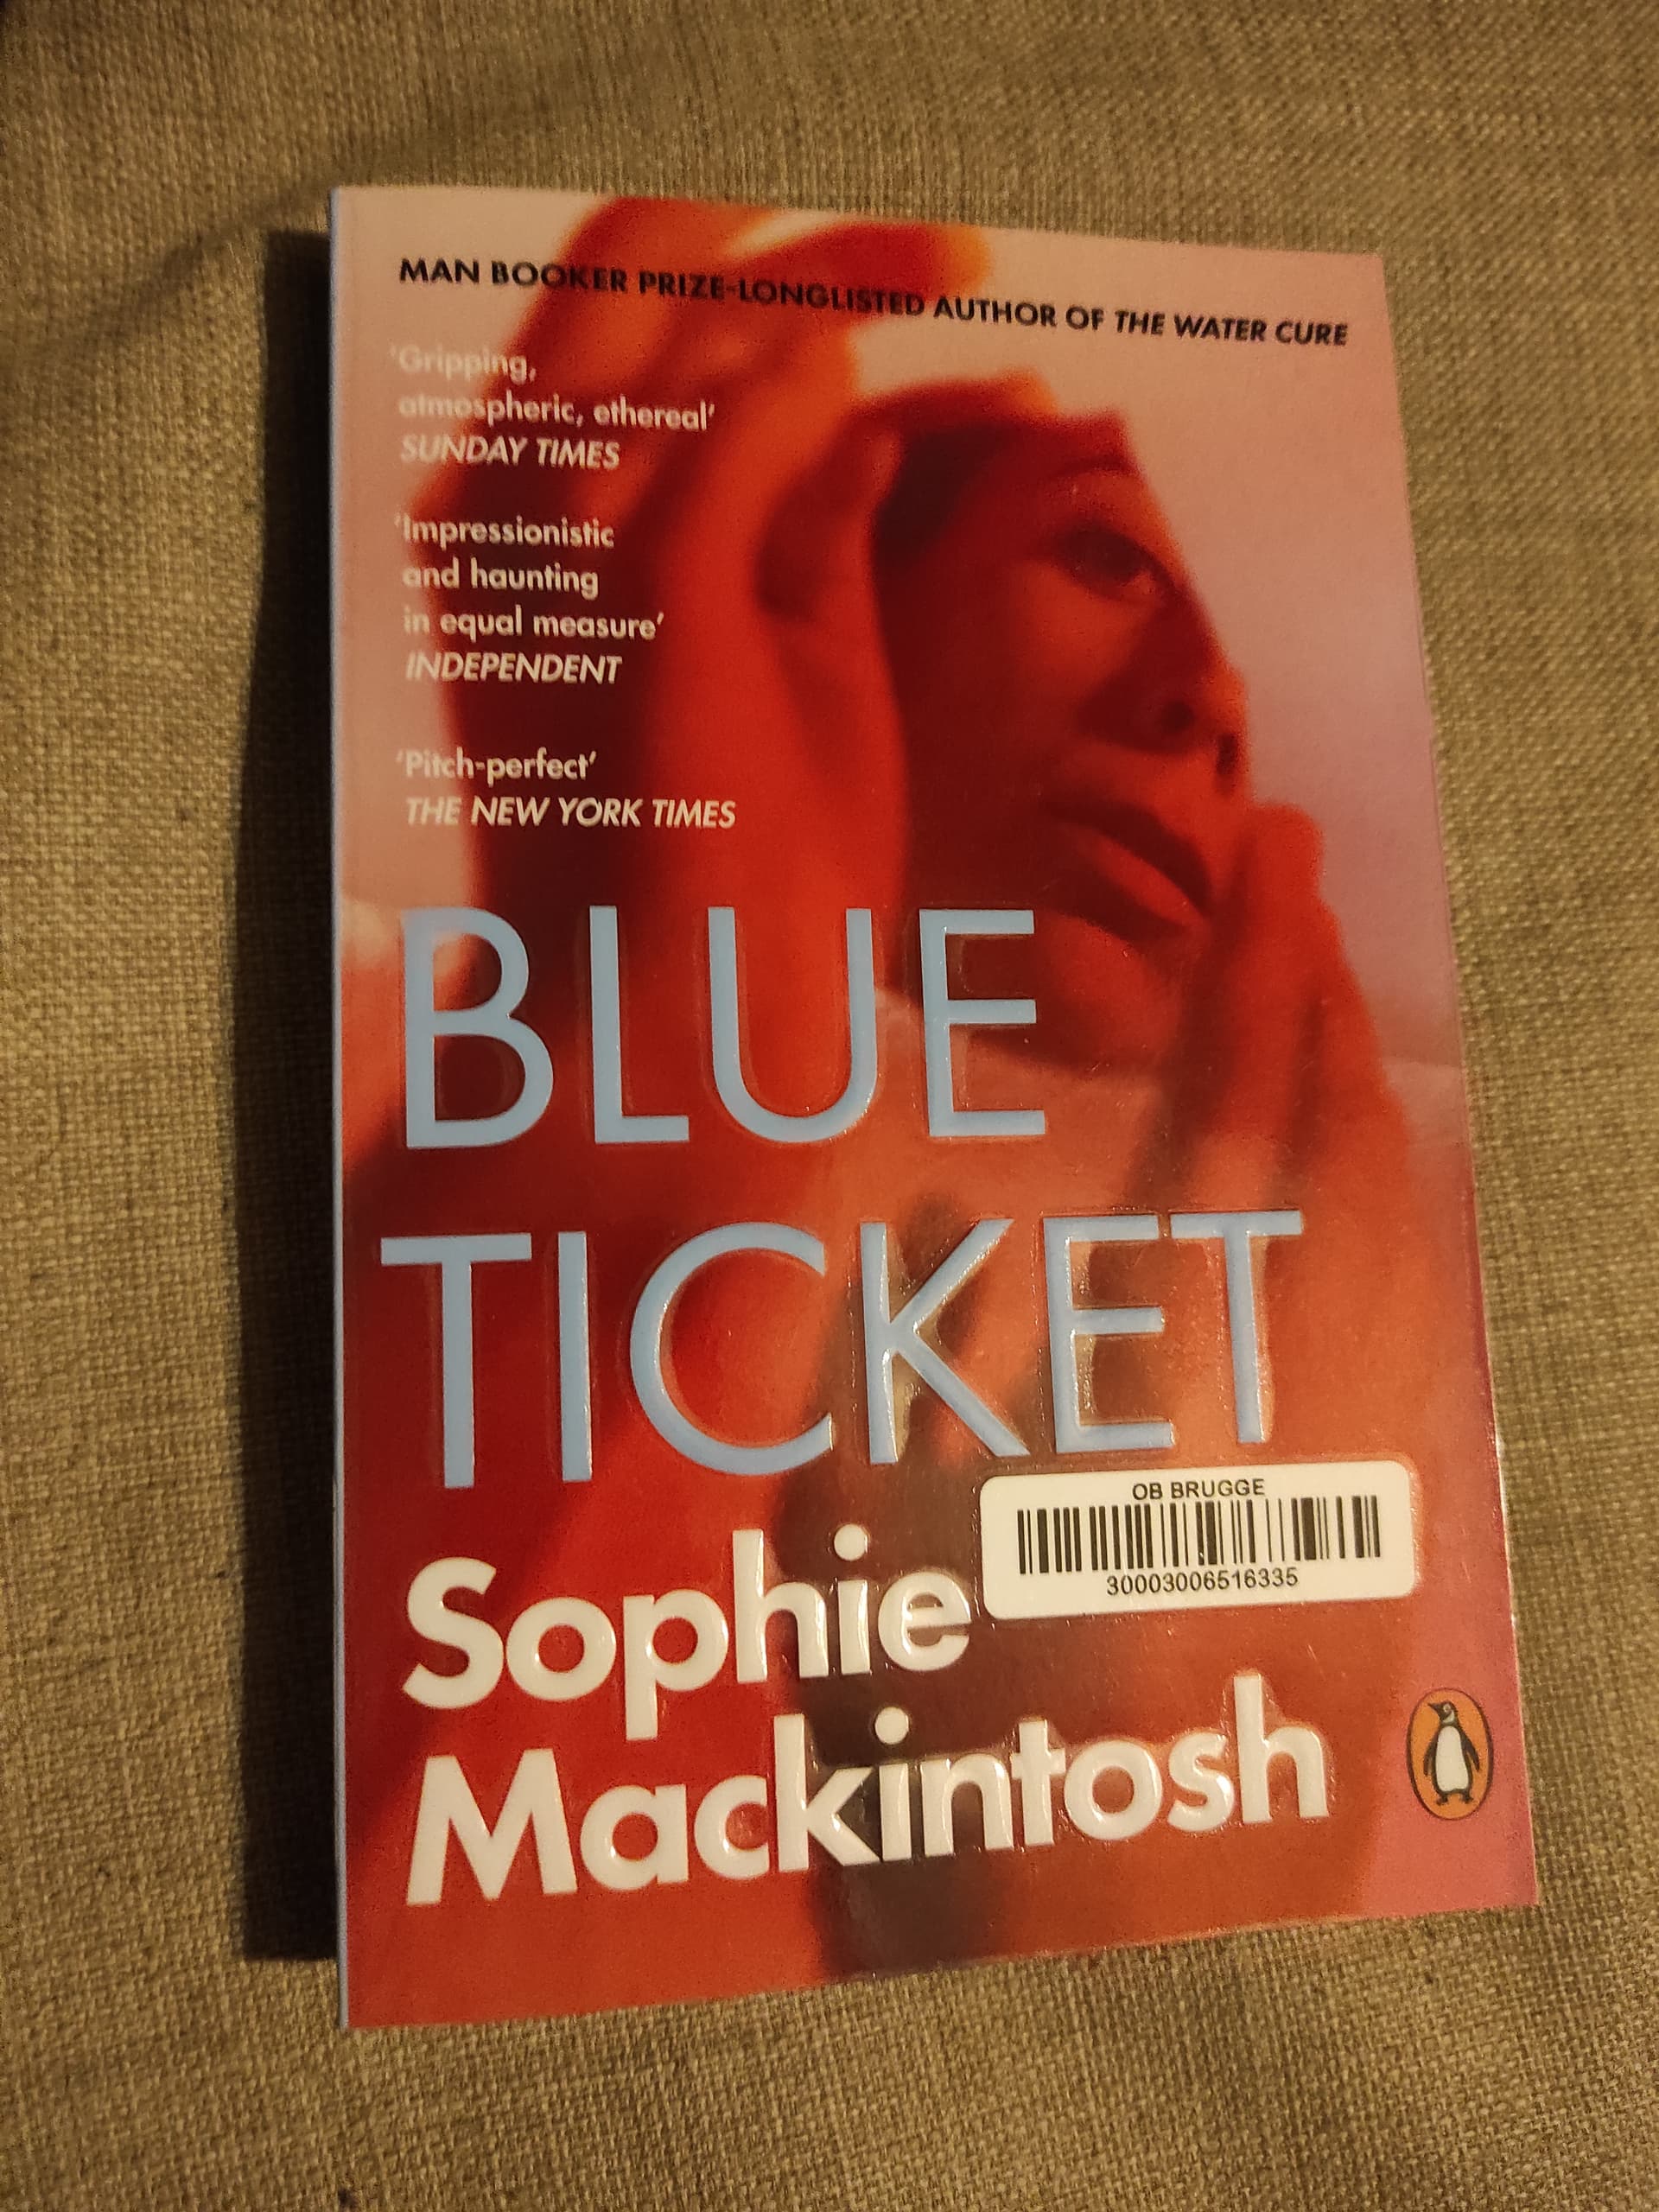 MAN BOOKER PRIZE-LONGLISTED AUTHOR OF THE WATER CURE
'Gripping,
atmospheric, ethereal'
SUNDAY TIMES
'Impressionistic
and haunting
in equal measure'
INDEPENDENT
'Pitch-perfect'
THE NEW YORK TIMES
BLUE
TICKET
OB BRUGGE
30003006516335
Sophie
Mackintosh